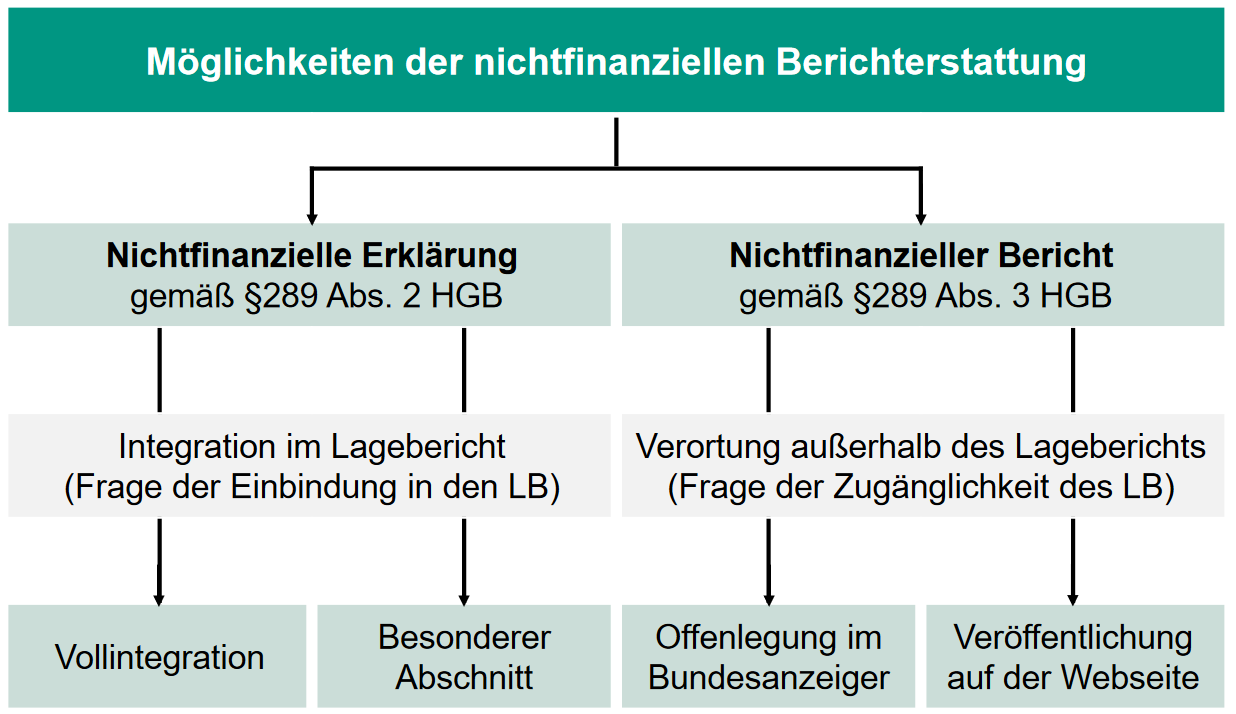 Möglichkeiten der nichtfinanziellen Berichterstattung
Nichtfinanzielle Erklärung
gemäß §289 Abs. 2 HGB
Nichtfinanzieller Bericht
gemäß §289 Abs. 3 HGB
Integration im Lagebericht
(Frage der Einbindung in den LB)
Verortung außerhalb des Lageberichts
(Frage der Zugänglichkeit des LB)
Vollintegration
Besonderer
Abschnitt
Offenlegung im
Bundesanzeiger
Veröffentlichung
auf der Webseite